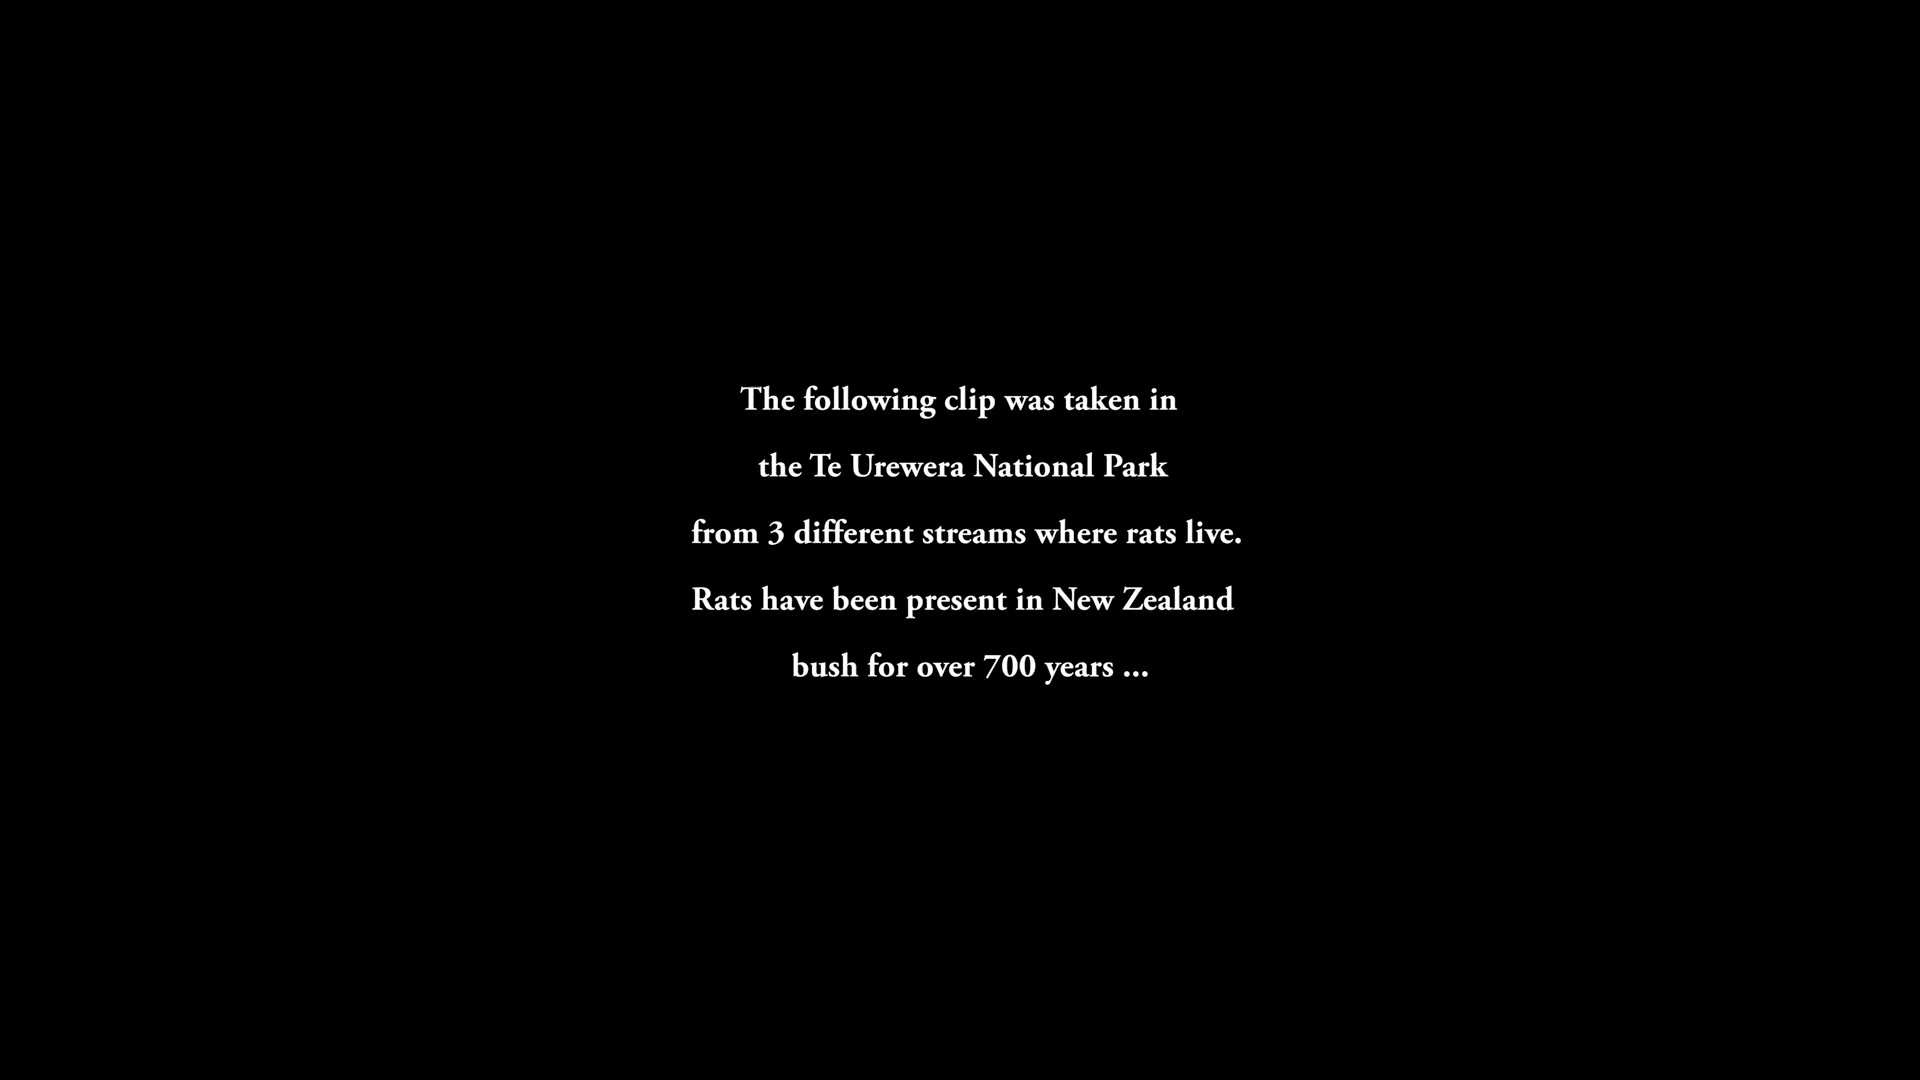 The following clip was taken in
the Te Urewera National Park
from 3 different streams where rats live.
Rats have been present in New Zealand
bush for over 700 years ...